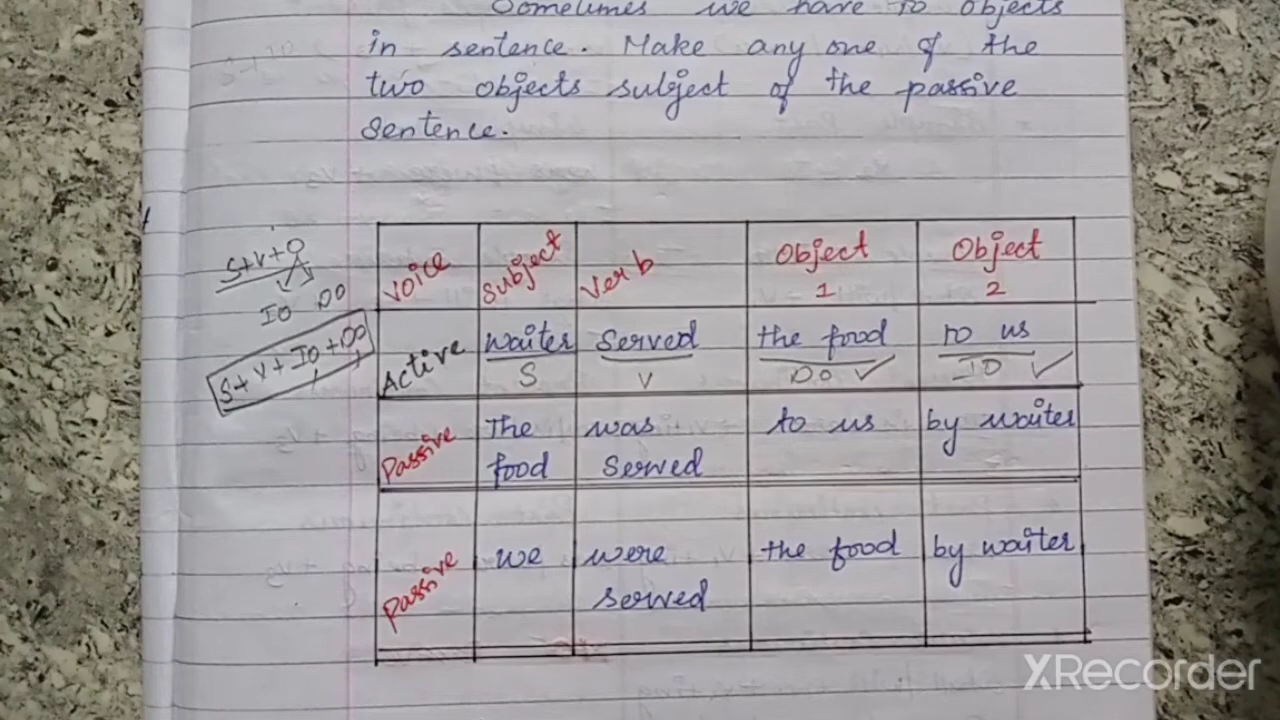 Sometimes we have to objects
in sentence. Make any one of the
two objects subject of the passive
sentence.
S+V+O
IO DO
S+V+IO+DO
Voice Subject Verb Object 1 Object 2
Active waiter Served the food to us
S V DO ✓ IO ✓
Passive The food was Served to us by waiter
Passive we were served the food by waiter
XRecorder